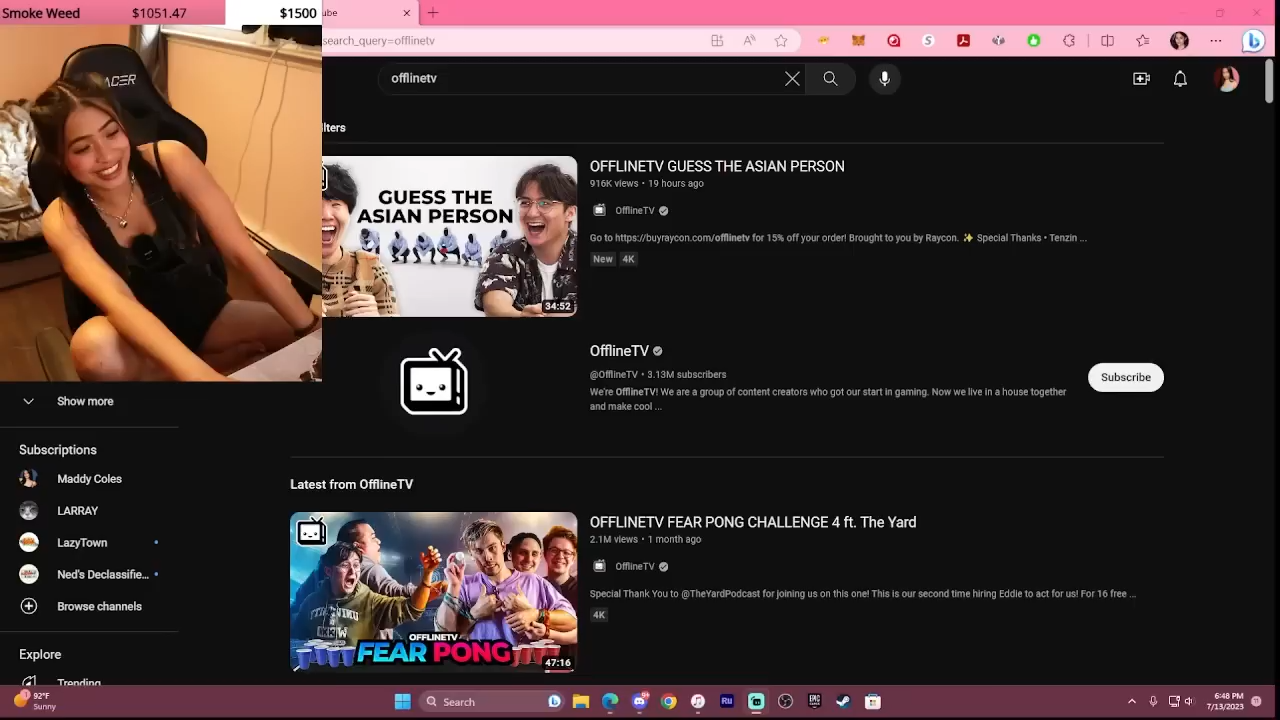 Smoke Weed $1051.47 $1500
ube
search_query=offlinetv
offlinetv
ACER
lters
GUESS THE
ASIAN PERSON
34:52
OFFLINETV GUESS THE ASIAN PERSON
916K views • 19 hours ago
OfflineTV
Go to https://buyraycon.com/offlinetv for 15% off your order! Brought to you by Raycon. ✨ Special Thanks • Tenzin ...
New 4K
OfflineTV
@OfflineTV • 3.13M subscribers
We're OfflineTV! We are a group of content creators who got our start in gaming. Now we live in a house together
and make cool ...
Subscribe
Show more
Subscriptions
Maddy Coles
LARRAY
LazyTown
Ned's Declassifie...
Browse channels
Explore
Trending
Latest from OfflineTV
OFFLINETV
FEAR PONG
47:16
OFFLINETV FEAR PONG CHALLENGE 4 ft. The Yard
2.1M views • 1 month ago
OfflineTV
Special Thank You to @TheYardPodcast for joining us on this one! This is our second time hiring Eddie to act for us! For 16 free ...
4K
92°F
Sunny
Search
Ru
EPIC
6:48 PM
7/13/2023